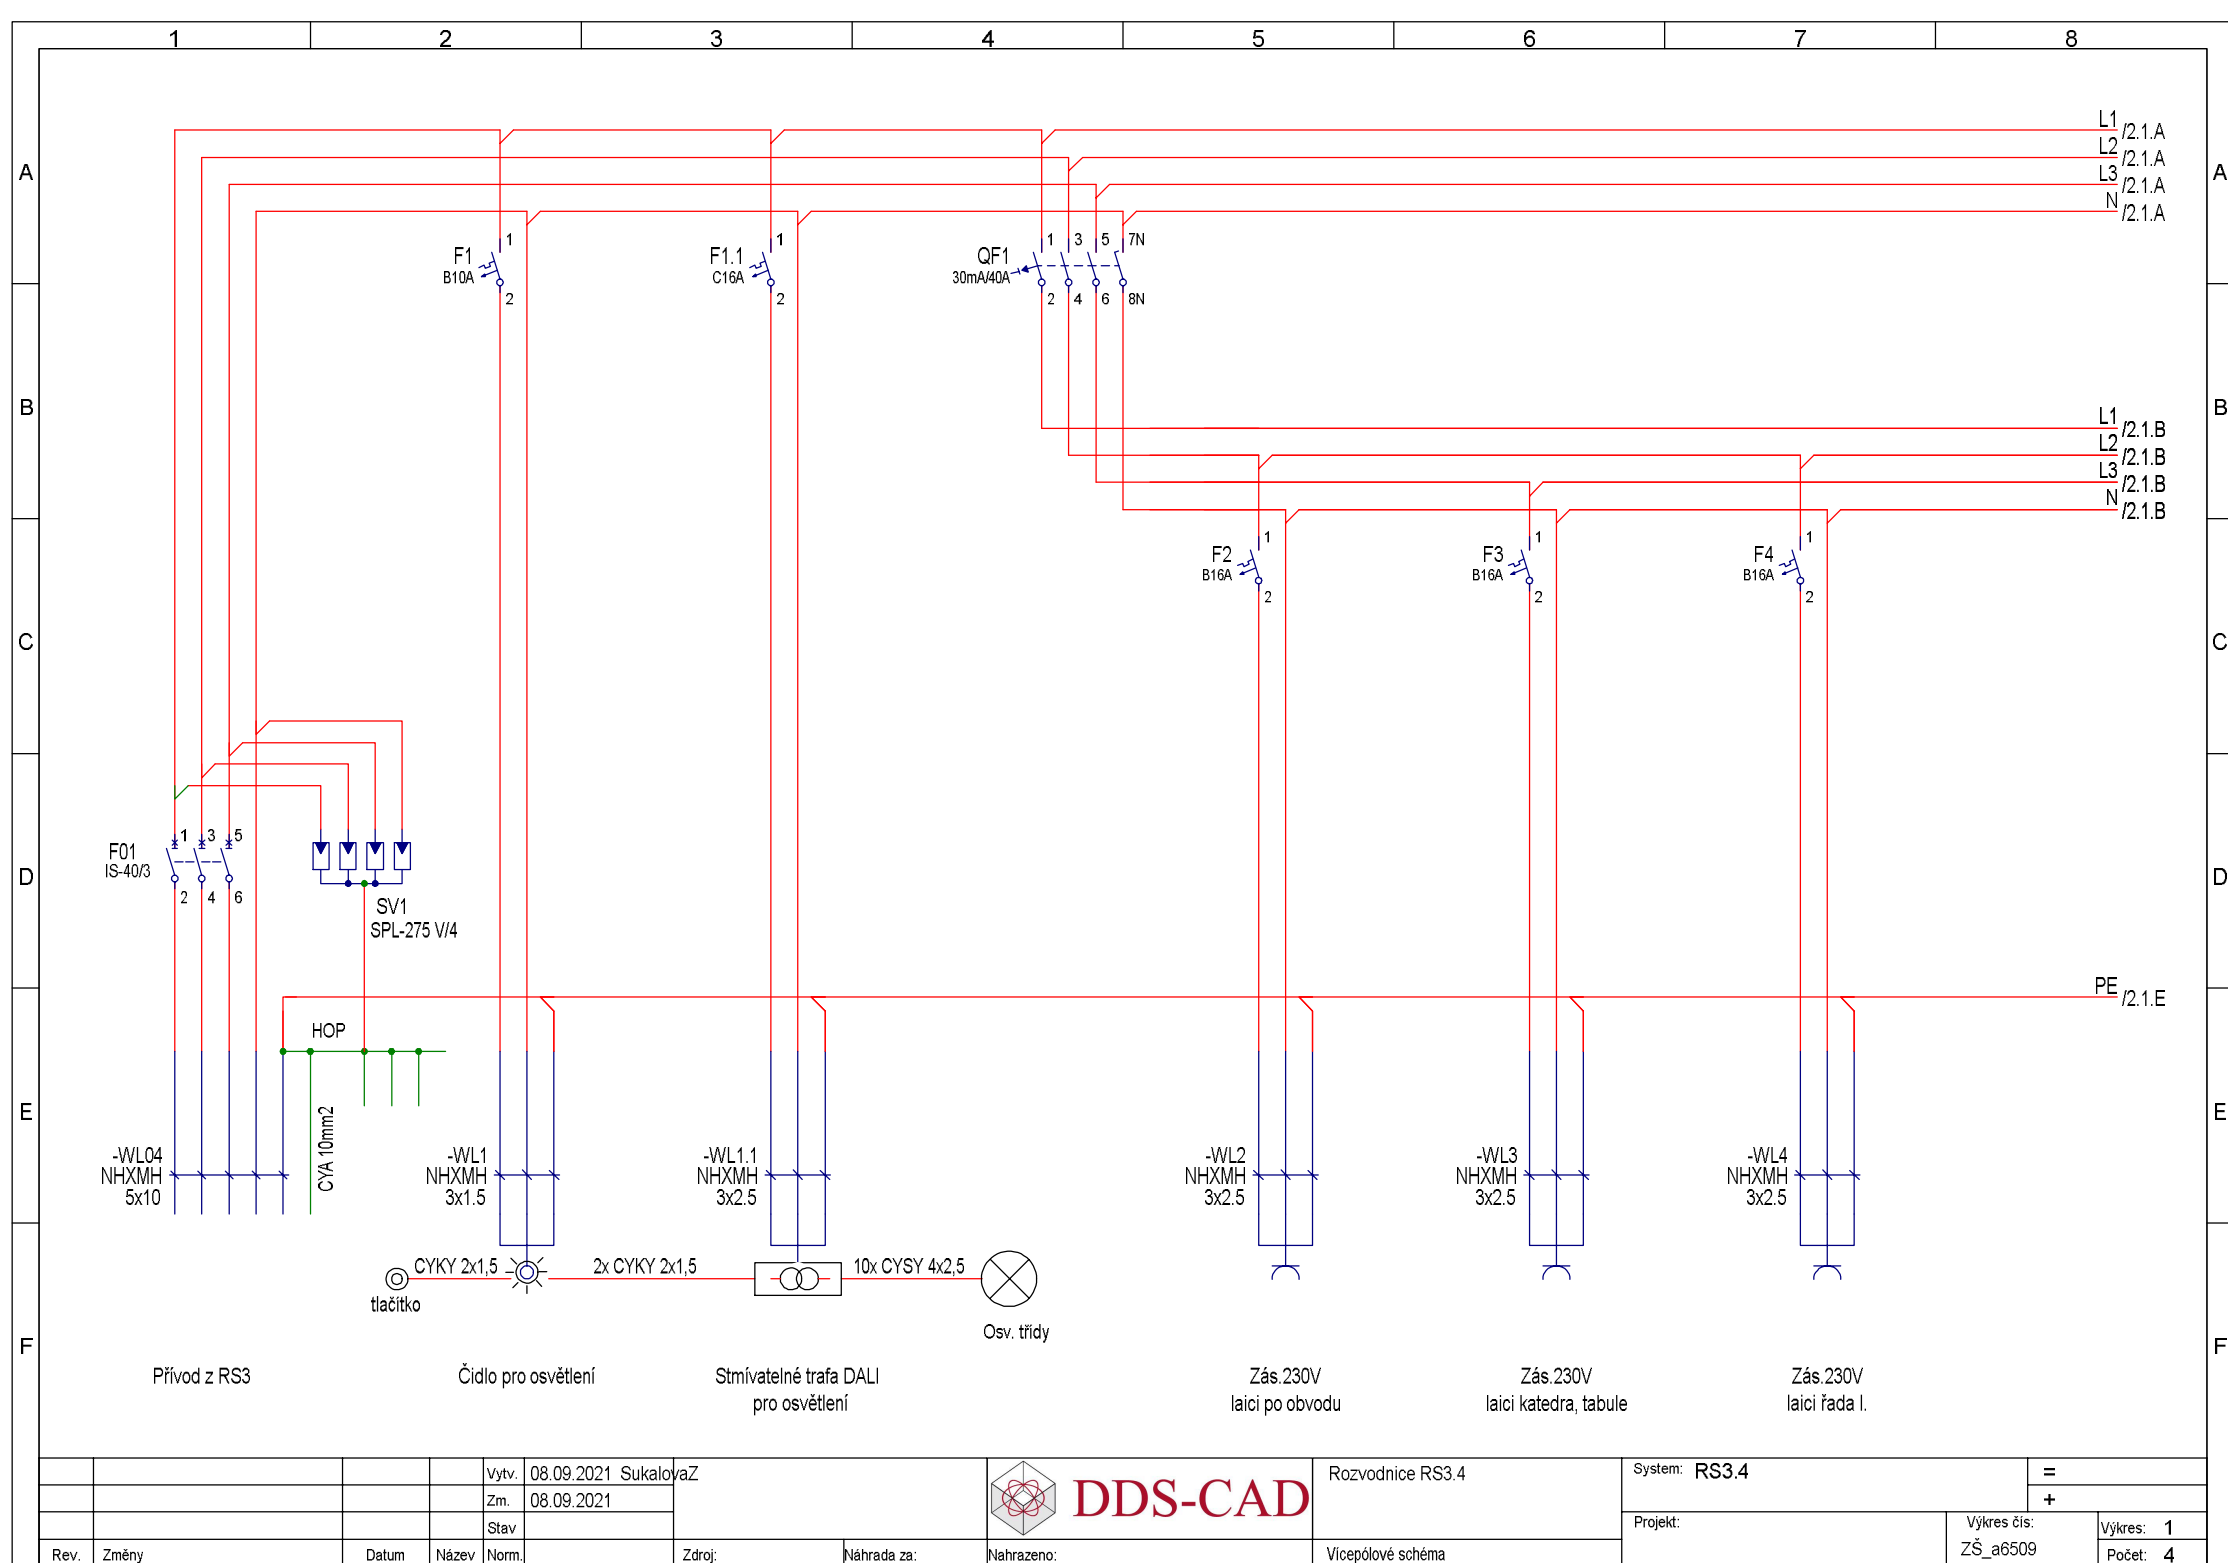 1 2 3 4 5 6 7 8
L1 /2.1.A
L2 /2.1.A
L3 /2.1.A
N /2.1.A
A A
F1 1
B10A
2
F1.1 1
C16A
2
QF1 1 3 5 7N
30mA/40A
2 4 6 8N
B B
L1 /2.1.B
L2 /2.1.B
L3 /2.1.B
N /2.1.B
F2 1
B16A
2
F3 1
B16A
2
F4 1
B16A
2
C C
F01 1 3 5
IS-40/3
2 4 6
SV1
SPL-275 V/4
D D
PE /2.1.E
HOP
CYA 10mm2
E E
-WL04
NHXMH
5x10
-WL1
NHXMH
3x1.5
-WL1.1
NHXMH
3x2.5
-WL2
NHXMH
3x2.5
-WL3
NHXMH
3x2.5
-WL4
NHXMH
3x2.5
CYKY 2x1,5 2x CYKY 2x1,5 10x CYSY 4x2,5
tlačítko
Osv. třídy
F F
Přívod z RS3
Čidlo pro osvětlení
Stmívatelné trafa DALI
pro osvětlení
Zás.230V
laici po obvodu
Zás.230V
laici katedra, tabule
Zás.230V
laici řada I.
Vytv. 08.09.2021 SukalovaZ
Zm. 08.09.2021
Stav
Rev. Změny Datum Název Norm. Zdroj: Náhrada za: Nahrazeno:
DDS-CAD
Rozvodnice RS3.4
Vícepólové schéma
System: RS3.4
=
+
Projekt:
Výkres čís:
ZŠ_a6509
Výkres: 1
Počet: 4